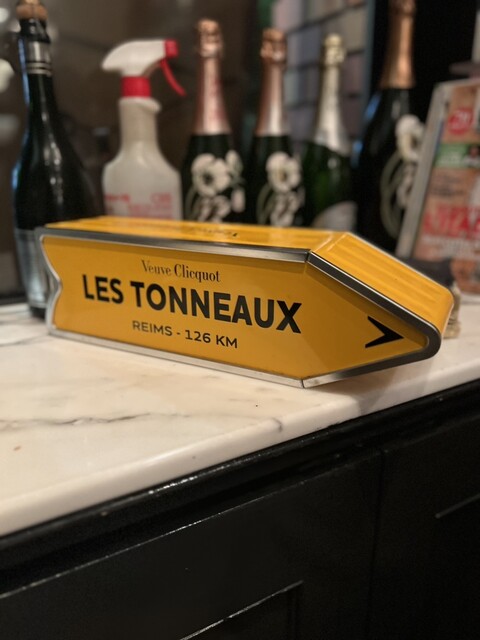 Veuve Clicquot
LES TONNEAUX
REIMS - 126 KM